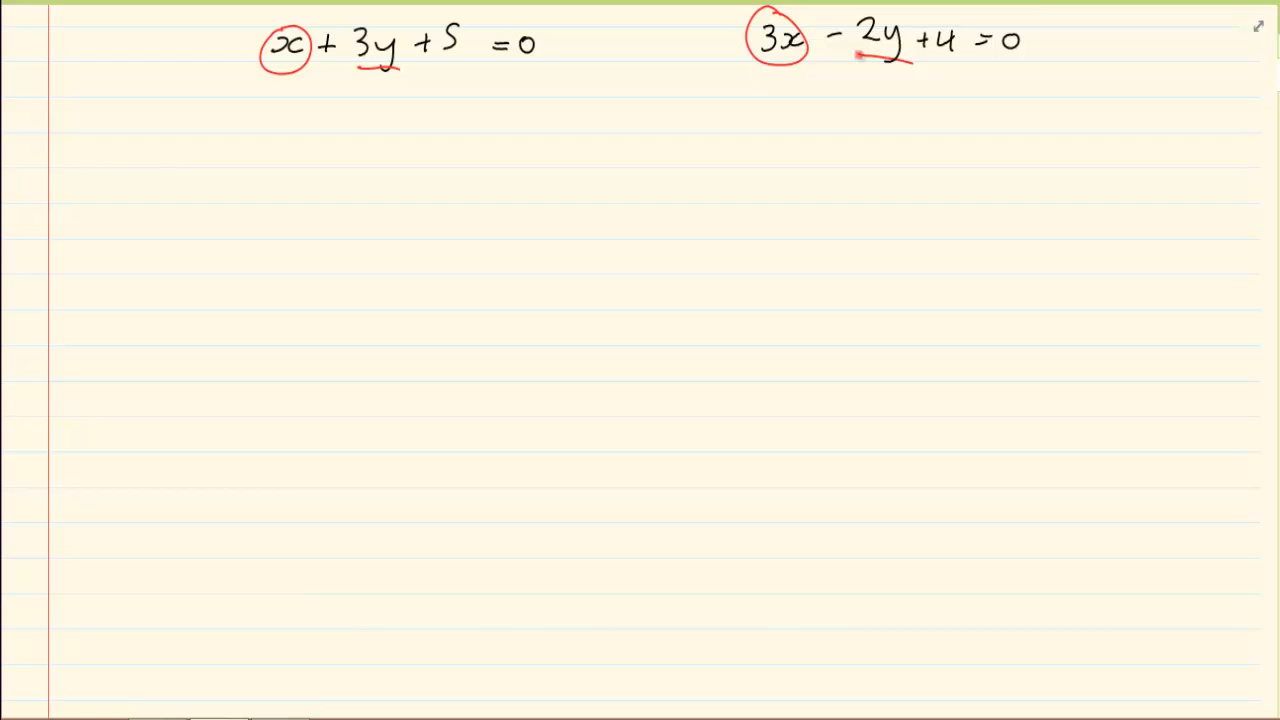 x + 3y + 5 = 0
3x - 2y + 4 = 0